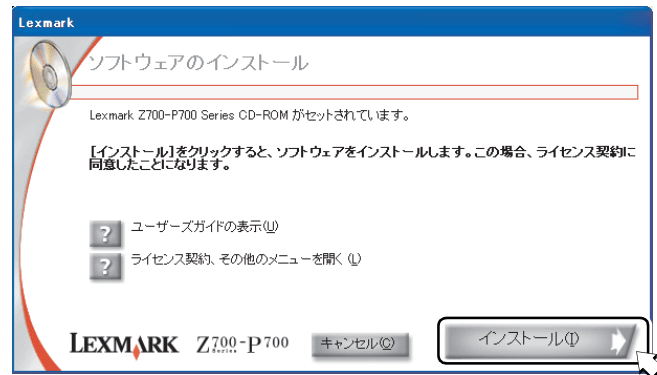 Lexmark
ソフトウェアのインストール
Lexmark Z700-P700 Series CD-ROM がセットされています。
[インストール]をクリックすると、ソフトウェアをインストールします。この場合、ライセンス契約に
同意したことになります。
? ユーザーズガイドの表示(U)
? ライセンス契約、その他のメニューを開く (L)
LEXMARK Z700-P700 Series キャンセル(C) インストール(I)